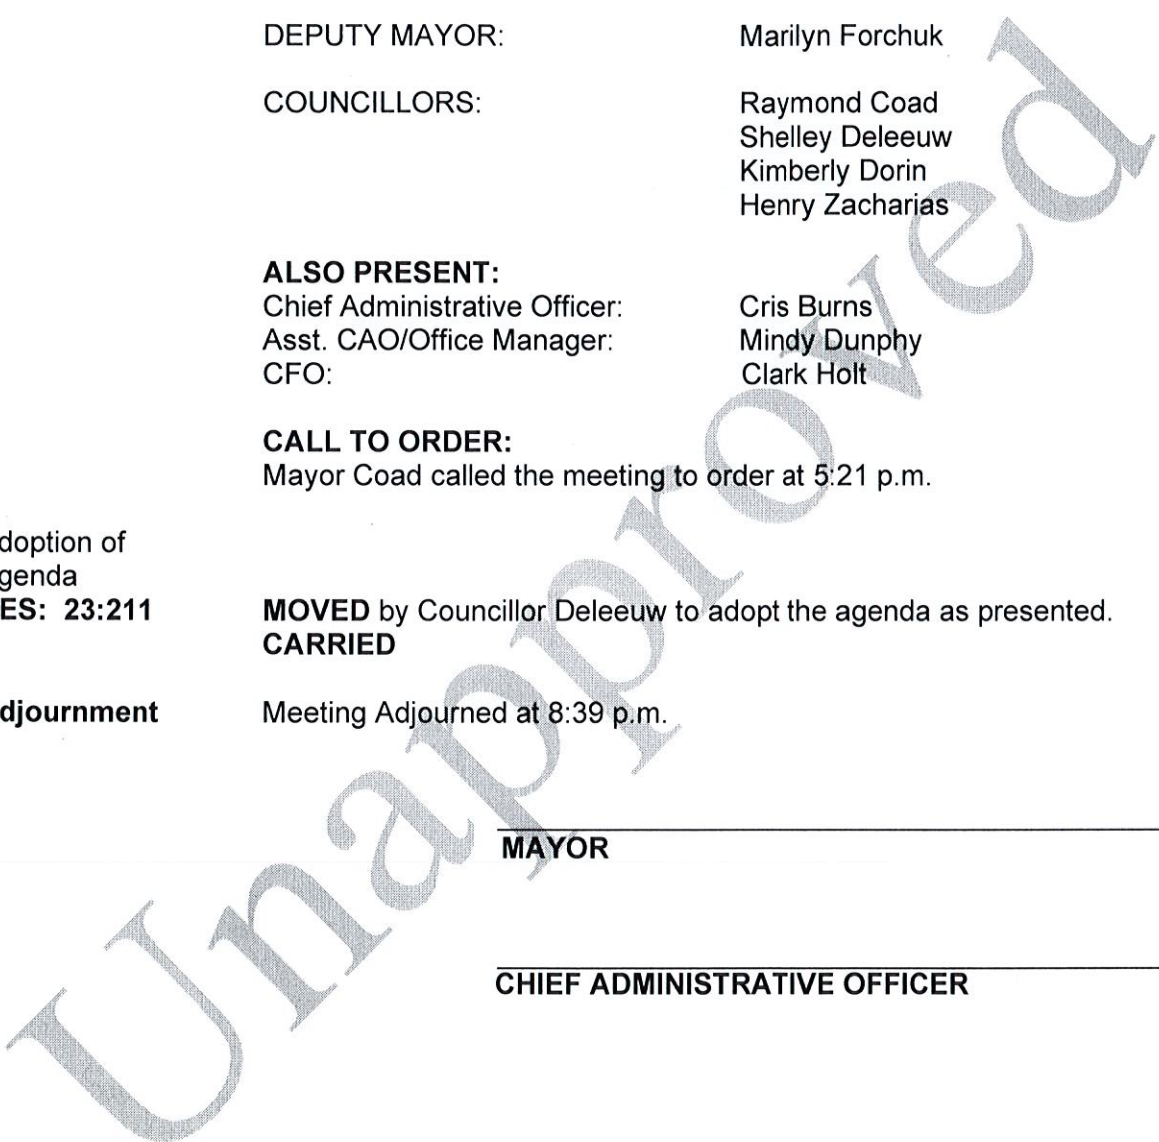 DEPUTY MAYOR: Marilyn Forchuk
COUNCILLORS: Raymond Coad
Shelley Deleeuw
Kimberly Dorin
Henry Zacharias
ALSO PRESENT:
Chief Administrative Officer: Cris Burns
Asst. CAO/Office Manager: Mindy Dunphy
CFO: Clark Holt
CALL TO ORDER:
Mayor Coad called the meeting to order at 5:21 p.m.
doption of
genda
ES: 23:211 MOVED by Councillor Deleeuw to adopt the agenda as presented.
CARRIED
djournment Meeting Adjourned at 8:39 p.m.
MAYOR
CHIEF ADMINISTRATIVE OFFICER
Unapproved